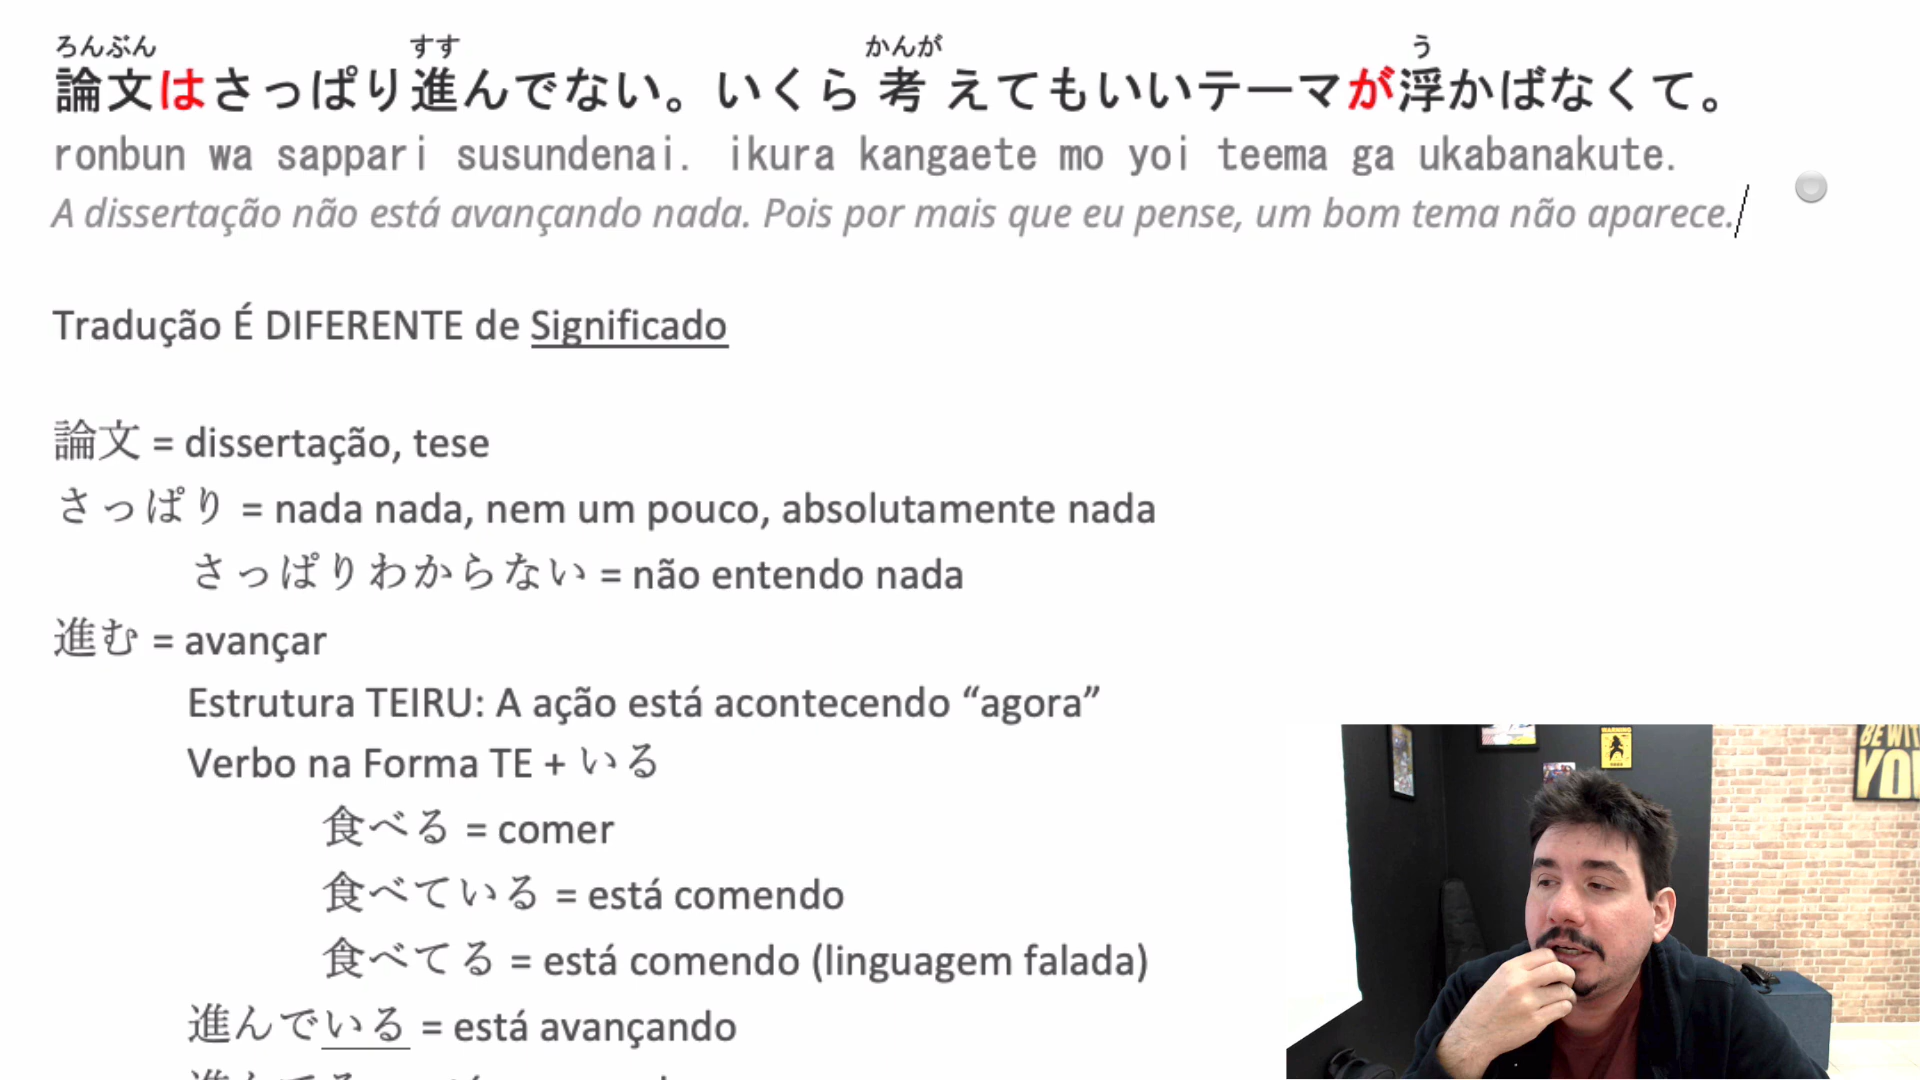 ろんぶん すす かんが う
論文はさっぱり進んでない。いくら考えてもいいテーマが浮かばなくて。
ronbun wa sappari susundenai. ikura kangaete mo yoi teema ga ukabanakute.
A dissertação não está avançando nada. Pois por mais que eu pense, um bom tema não aparece.
Tradução É DIFERENTE de Significado
論文 = dissertação, tese
さっぱり = nada nada, nem um pouco, absolutamente nada
さっぱりわからない = não entendo nada
進む = avançar
Estrutura TEIRU: A ação está acontecendo “agora”
Verbo na Forma TE + いる
食べる = comer
食べている = está comendo
食べてる = está comendo (linguagem falada)
進んでいる = está avançando
BE WIT
YOU